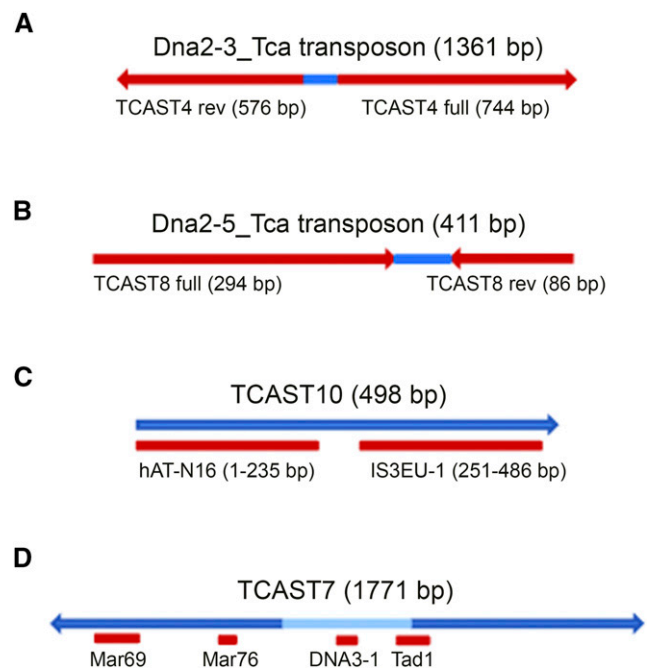 A
Dna2-3_Tca transposon (1361 bp)
TCAST4 rev (576 bp) TCAST4 full (744 bp)
B
Dna2-5_Tca transposon (411 bp)
TCAST8 full (294 bp) TCAST8 rev (86 bp)
C
TCAST10 (498 bp)
hAT-N16 (1-235 bp) IS3EU-1 (251-486 bp)
D
TCAST7 (1771 bp)
Mar69 Mar76 DNA3-1 Tad1